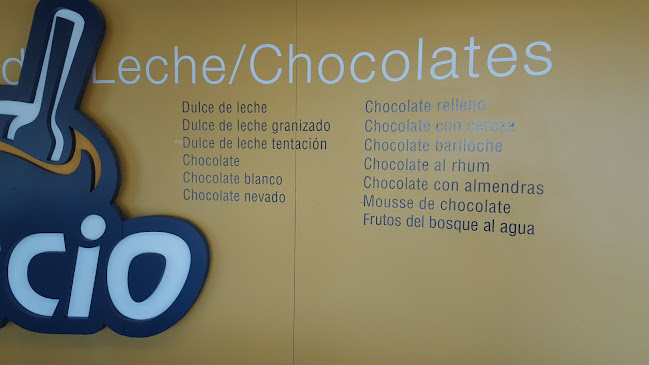 de Leche/Chocolates
Dulce de leche
Dulce de leche granizado
Dulce de leche tentación
Chocolate
Chocolate blanco
Chocolate nevado
Chocolate relleno
Chocolate con cereza
Chocolate bariloche
Chocolate al rhum
Chocolate con almendras
Mousse de chocolate
Frutos del bosque al agua
cio